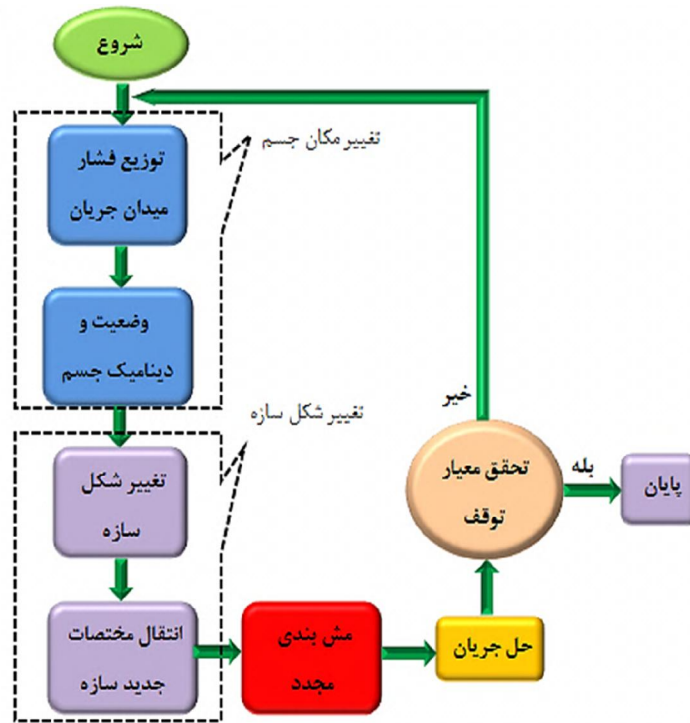 شروع
توزیع فشار
میدان جریان
تغییر مکان جسم
وضعیت و
دینامیک جسم
تغییر شکل سازه
تغییر شکل
سازه
انتقال مختصات
جدید سازه
مش بندی
مجدد
حل جریان
تحقق معیار
توقف
خیر
بله
پایان